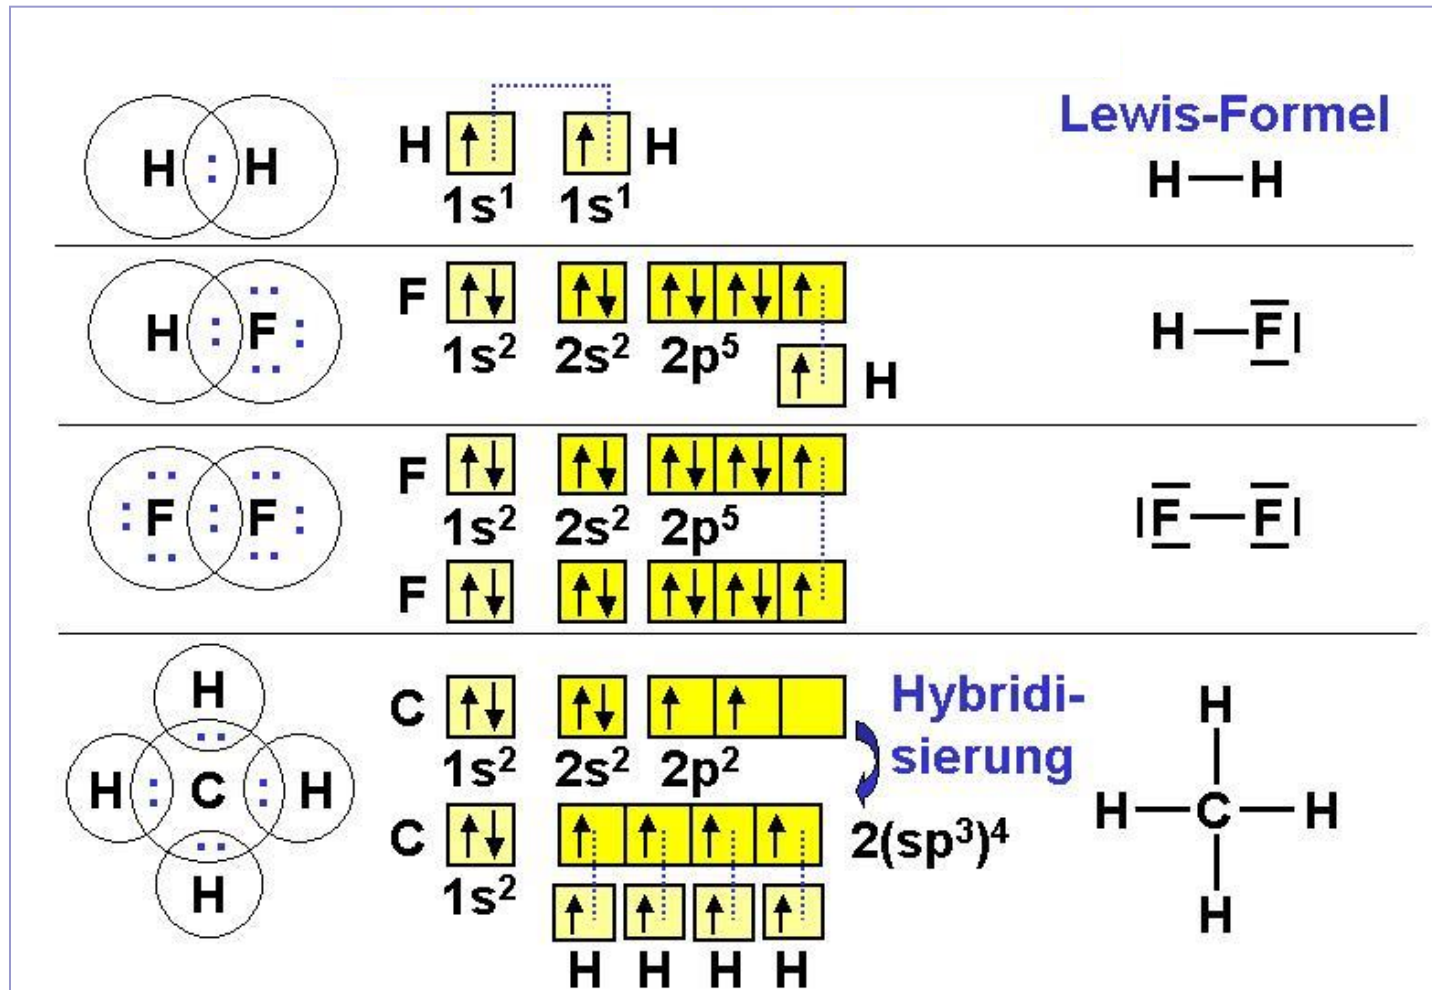 Lewis-Formel
H : H
H ↑ ↑ H
1s¹ 1s¹
H—H
H : F :
F ↑↓ ↑↓ ↑↓ ↑↓ ↑
1s² 2s² 2p⁵
↑ H
H—F|
: F : F :
F ↑↓ ↑↓ ↑↓ ↑↓ ↑
1s² 2s² 2p⁵
F ↑↓ ↑↓ ↑↓ ↑↓ ↑
|F—F|
H
H : C : H
H
C ↑↓ ↑↓ ↑ ↑
1s² 2s² 2p²
Hybridi-
sierung
C ↑↓ ↑ ↑ ↑ ↑
2(sp³)⁴
1s²
↑ ↑ ↑ ↑
H H H H
H
H—C—H
H